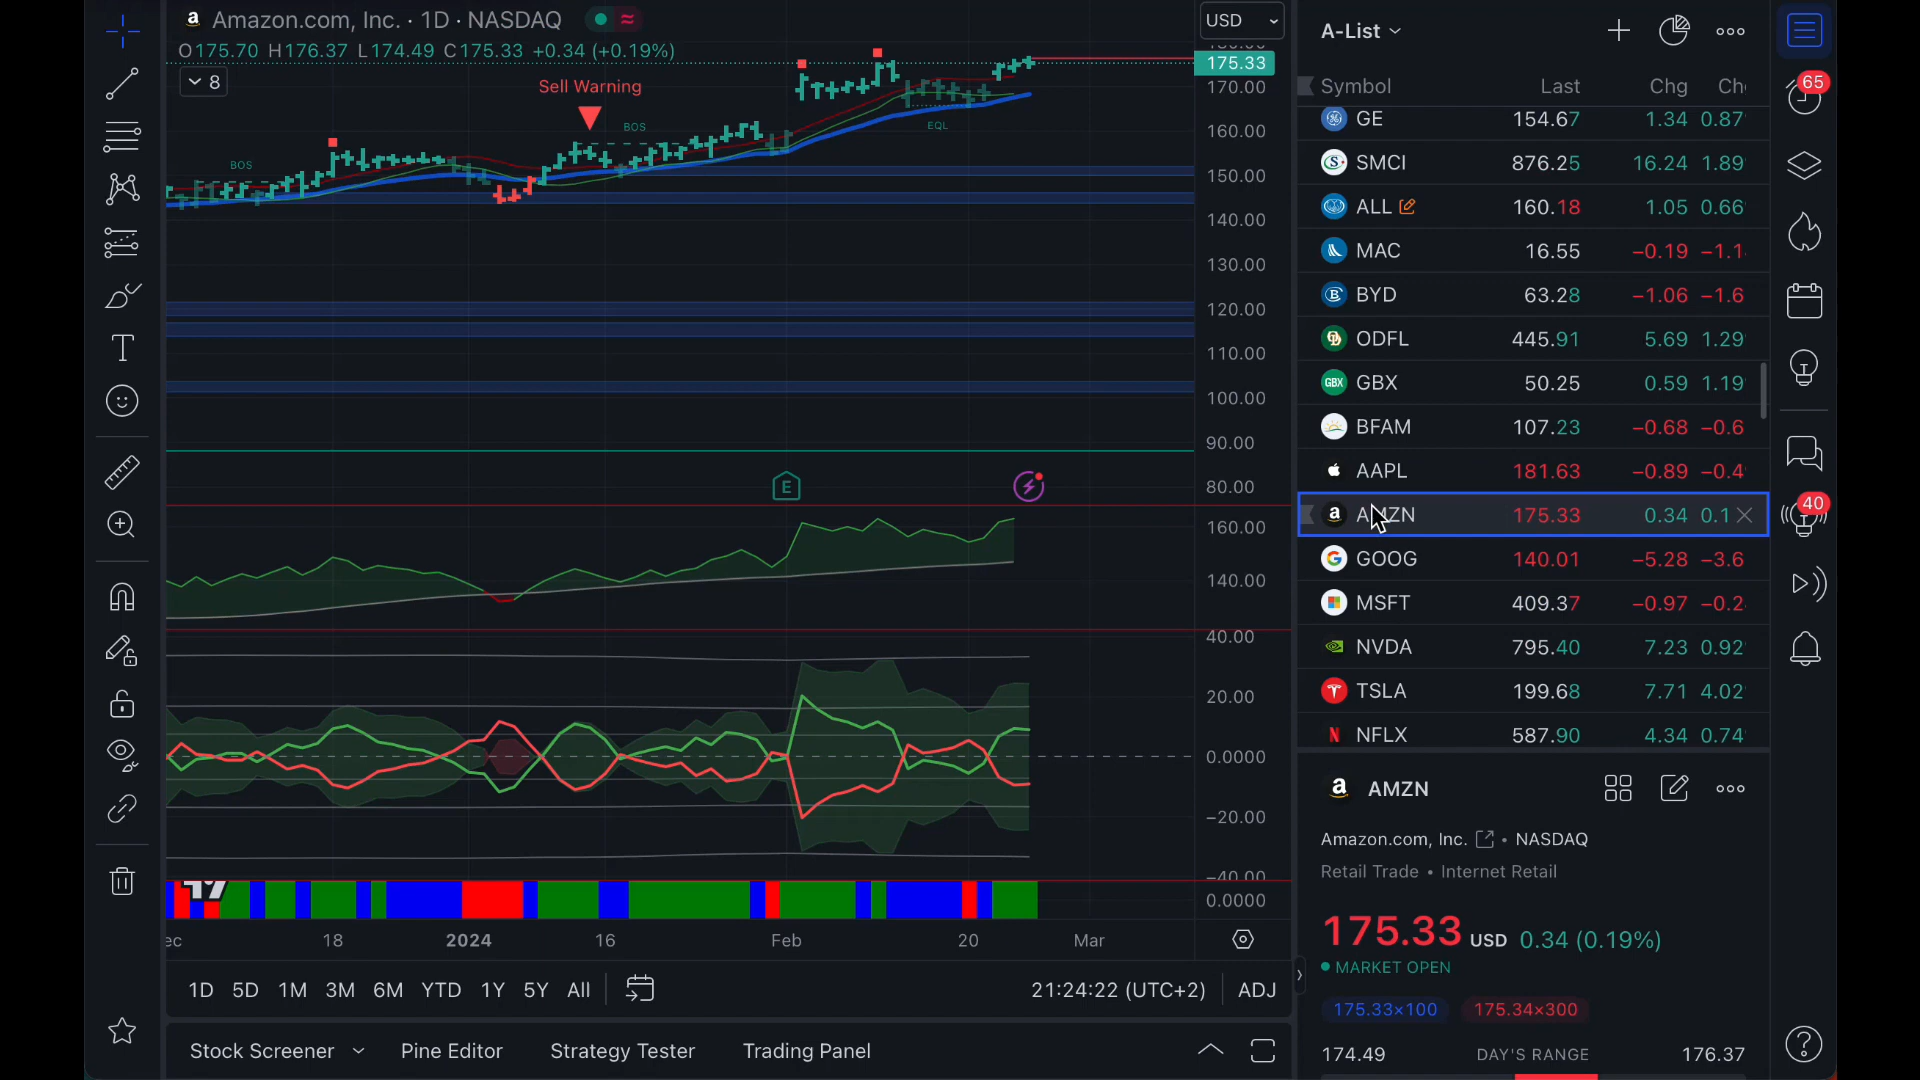 Amazon.com, Inc. · 1D · NASDAQ
O175.70 H176.37 L174.49 C175.33 +0.34 (+0.19%)
8
USD
175.33
170.00
160.00
150.00
140.00
130.00
120.00
110.00
100.00
90.00
80.00
160.00
140.00
40.00
20.00
0.0000
−20.00
−40.00
0.0000
Sell Warning
BOS
BOS
EQL
E
18
2024
16
Feb
20
Mar
1D 5D 1M 3M 6M YTD 1Y 5Y All
21:24:22 (UTC+2)
ADJ
Stock Screener
Pine Editor
Strategy Tester
Trading Panel
A-List
Symbol Last Chg
GE 154.67 1.34 0.87
SMCI 876.25 16.24 1.89
ALL 160.18 1.05 0.66
MAC 16.55 −0.19 −1.1
BYD 63.28 −1.06 −1.6
ODFL 445.91 5.69 1.29
GBX GBX 50.25 0.59 1.19
BFAM 107.23 −0.68 −0.6
AAPL 181.63 −0.89 −0.4
AMZN 175.33 0.34 0.1
GOOG 140.01 −5.28 −3.6
MSFT 409.37 −0.97 −0.2
NVDA 795.40 7.23 0.92
TSLA 199.68 7.71 4.02
NFLX 587.90 4.34 0.74
AMZN
Amazon.com, Inc. • NASDAQ
Retail Trade • Internet Retail
175.33 USD 0.34 (0.19%)
MARKET OPEN
175.33×100 175.34×300
174.49 DAY'S RANGE 176.37
65
40